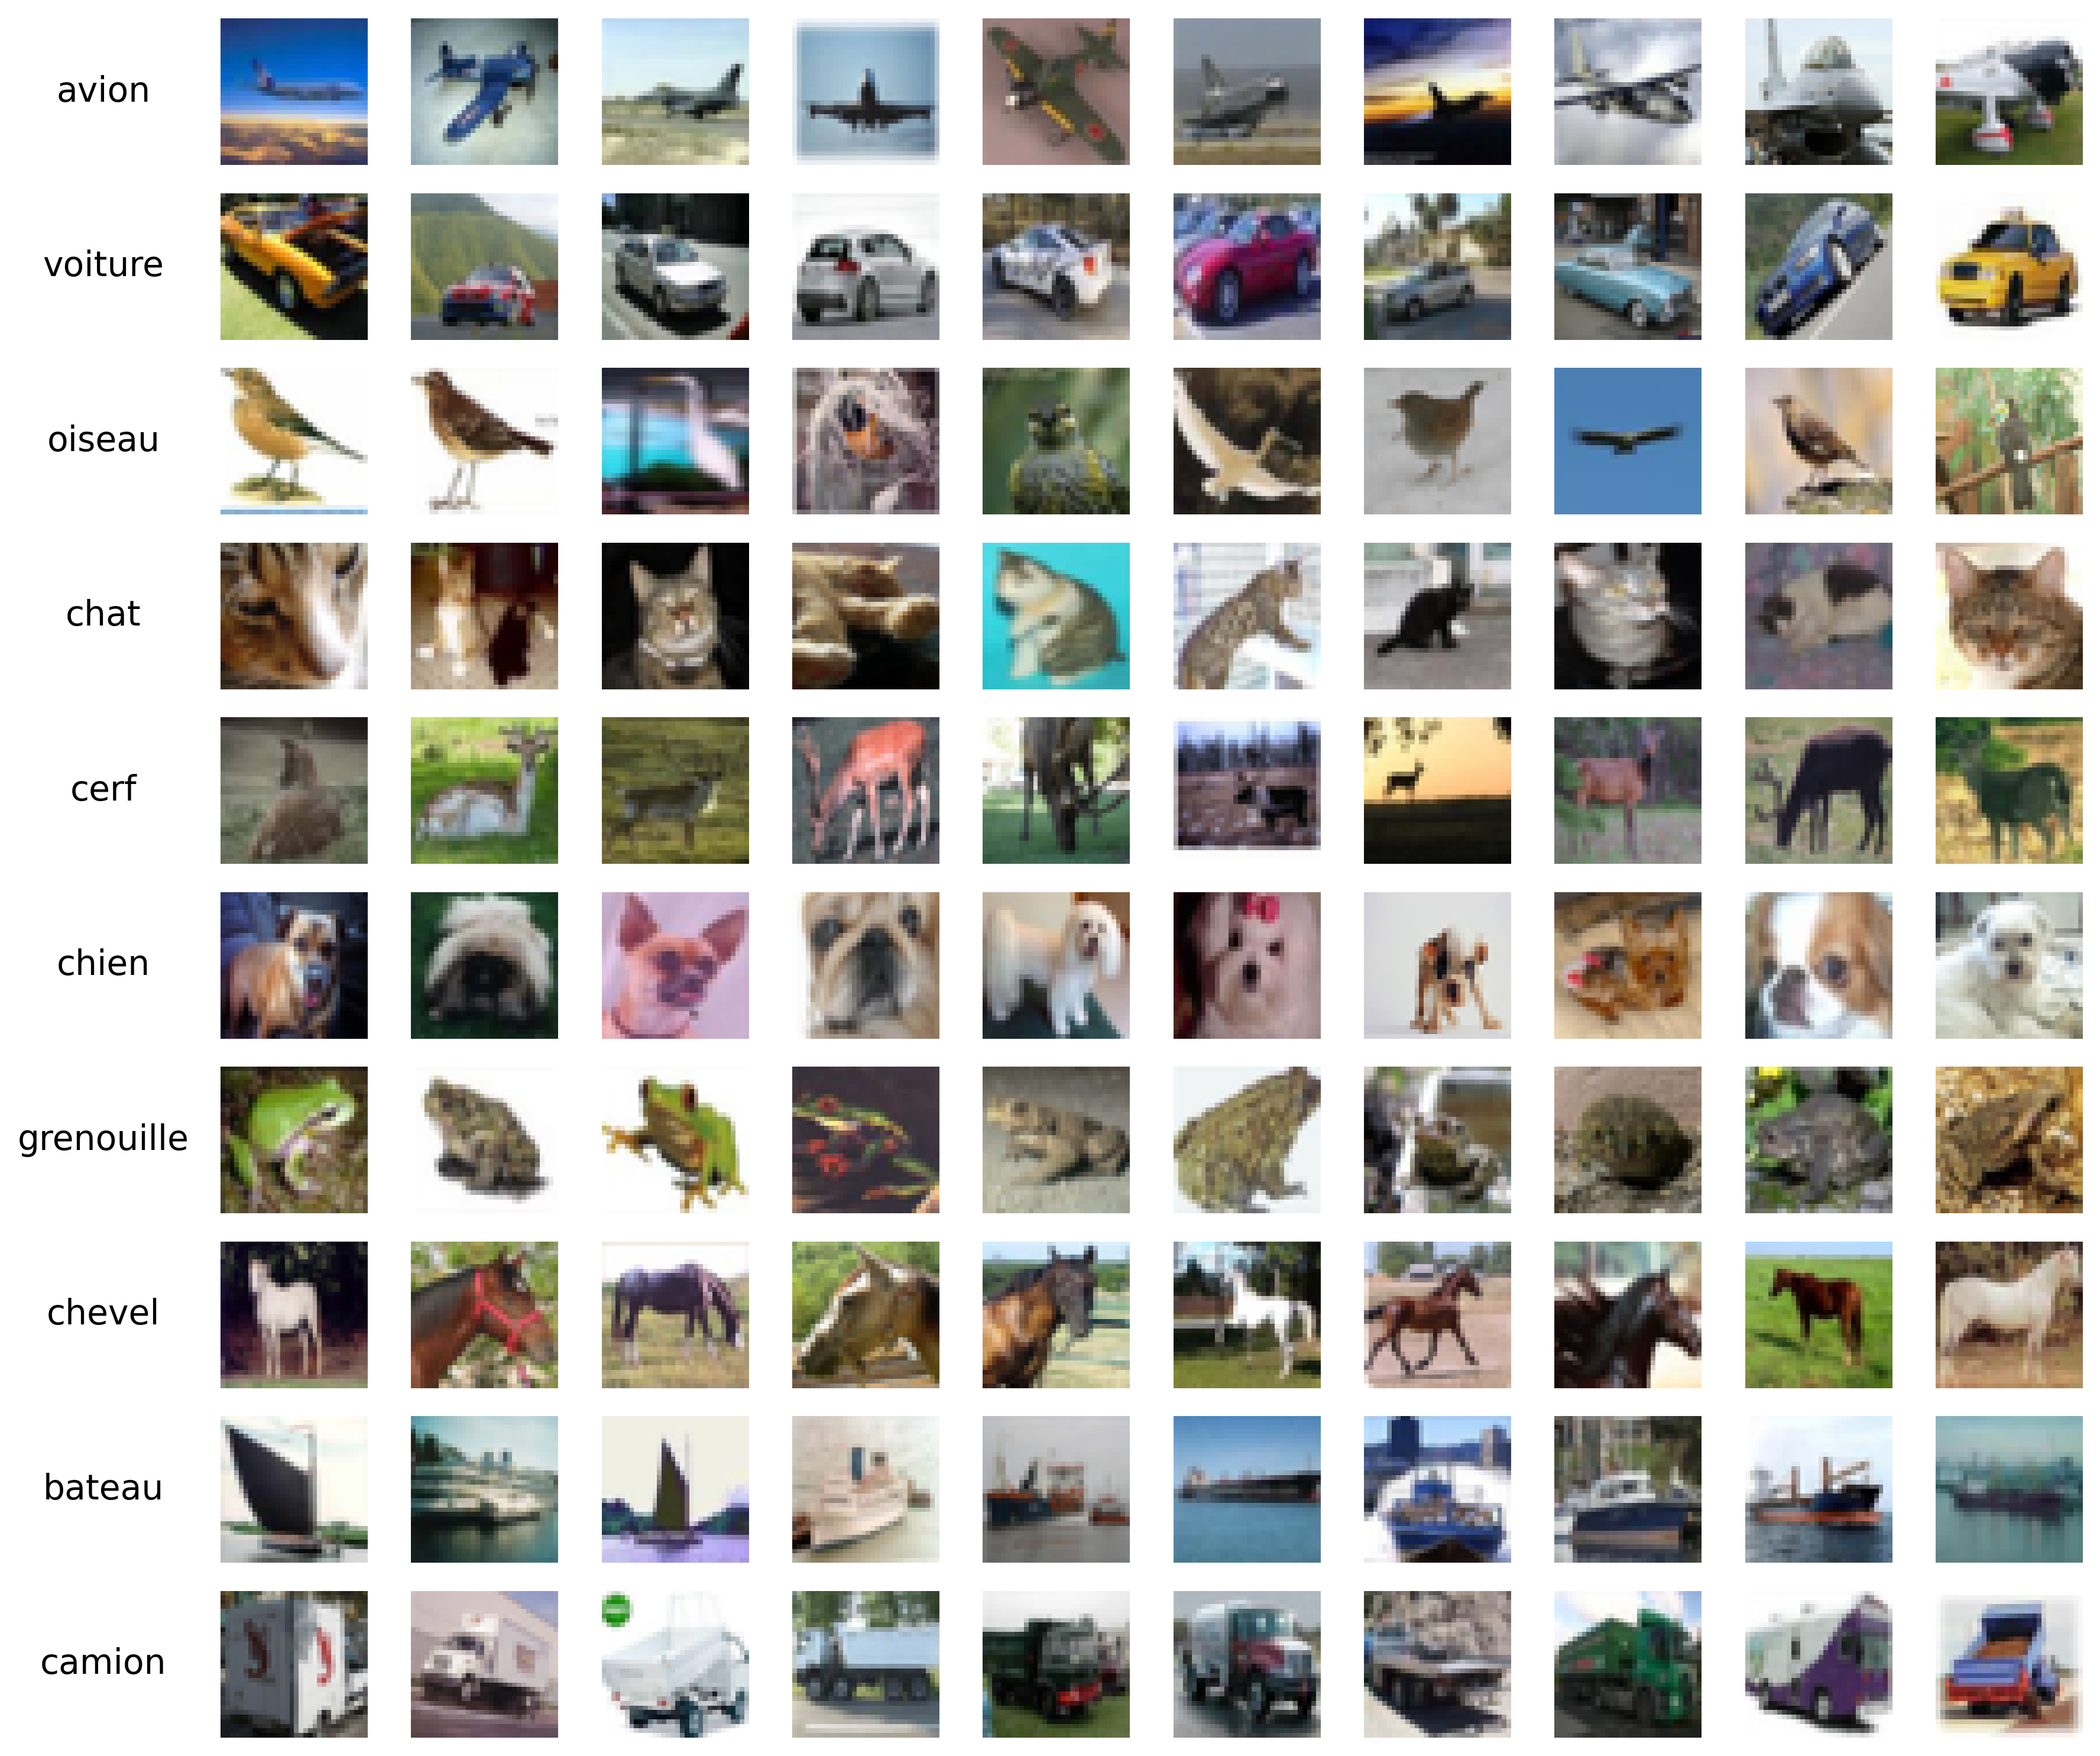 avion
voiture
oiseau
chat
cerf
chien
grenouille
chevel
bateau
camion